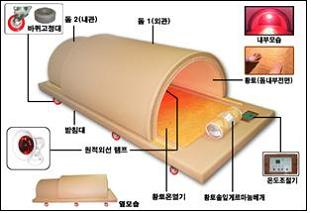 바퀴고정대
돔 2(내관)
돔 1(외관)
내부모습
황토(돔내부전면)
받침대
원적외선 램프
온도조절기
황토온열기
황토숯일게르마늄베개
옆모습